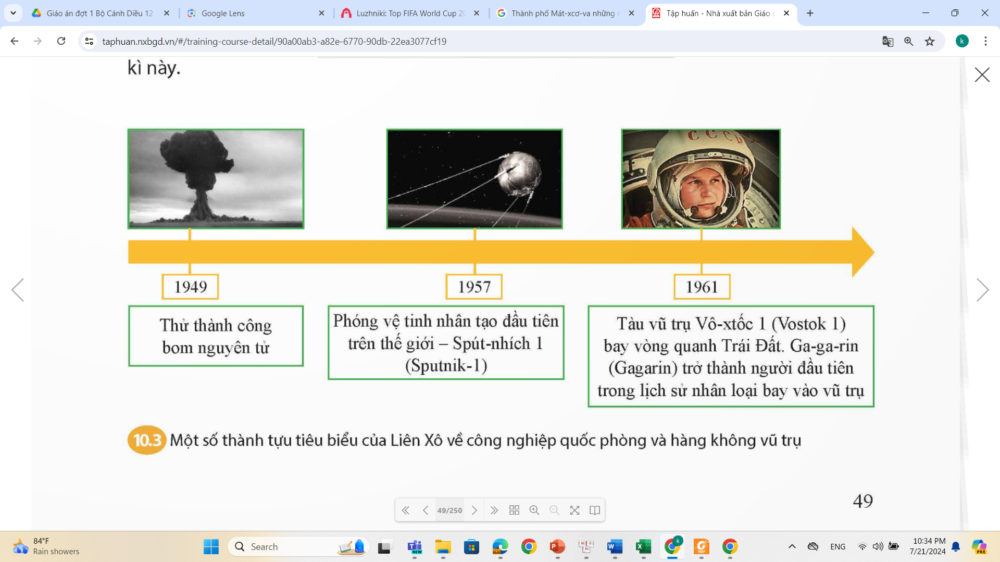 Giáo án đợt 1 Bộ Cánh Diều 12
Google Lens
Luzhniki: Top FIFA World Cup 20
Thành phố Mát-xcơ-va những n
Tập huấn - Nhà xuất bản Giáo d
taphuan.nxbgd.vn/#/training-course-detail/90a00ab3-a82e-6770-90db-22ea3077cf19
k
kì này.
CCCP
1949
1957
1961
Thử thành công
bom nguyên tử
Phóng vệ tinh nhân tạo đầu tiên
trên thế giới – Spút-nhích 1
(Sputnik-1)
Tàu vũ trụ Vô-xtốc 1 (Vostok 1)
bay vòng quanh Trái Đất. Ga-ga-rin
(Gagarin) trở thành người đầu tiên
trong lịch sử nhân loại bay vào vũ trụ
10.3 Một số thành tựu tiêu biểu của Liên Xô về công nghiệp quốc phòng và hàng không vũ trụ
49
49/250
84°F
Rain showers
Search
NEW
k
PDF
ENG
10:34 PM
7/21/2024
PRE